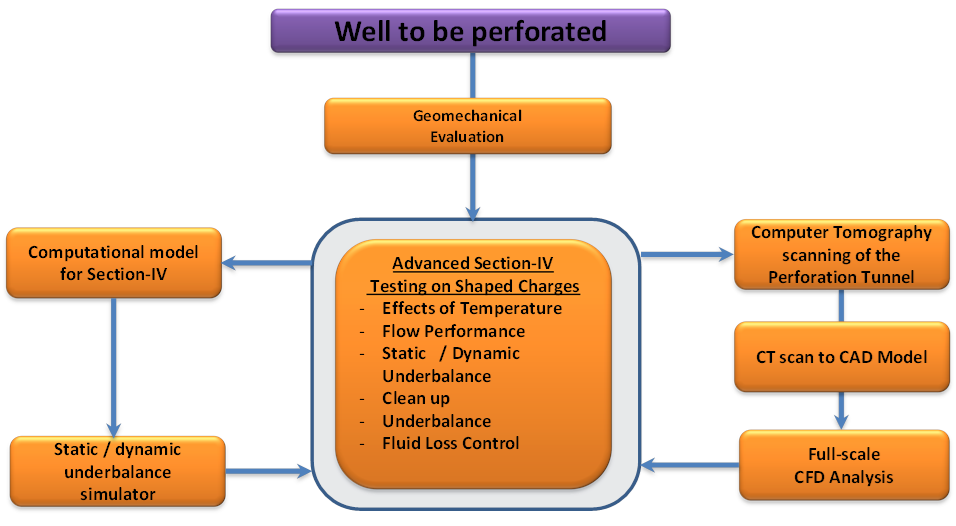 Well to be perforated
Geomechanical
Evaluation
Computational model
for Section-IV
Static / dynamic
underbalance
simulator
Advanced Section-IV
Testing on Shaped Charges
- Effects of Temperature
- Flow Performance
- Static / Dynamic
Underbalance
- Clean up
- Underbalance
- Fluid Loss Control
Computer Tomography
scanning of the
Perforation Tunnel
CT scan to CAD Model
Full-scale
CFD Analysis